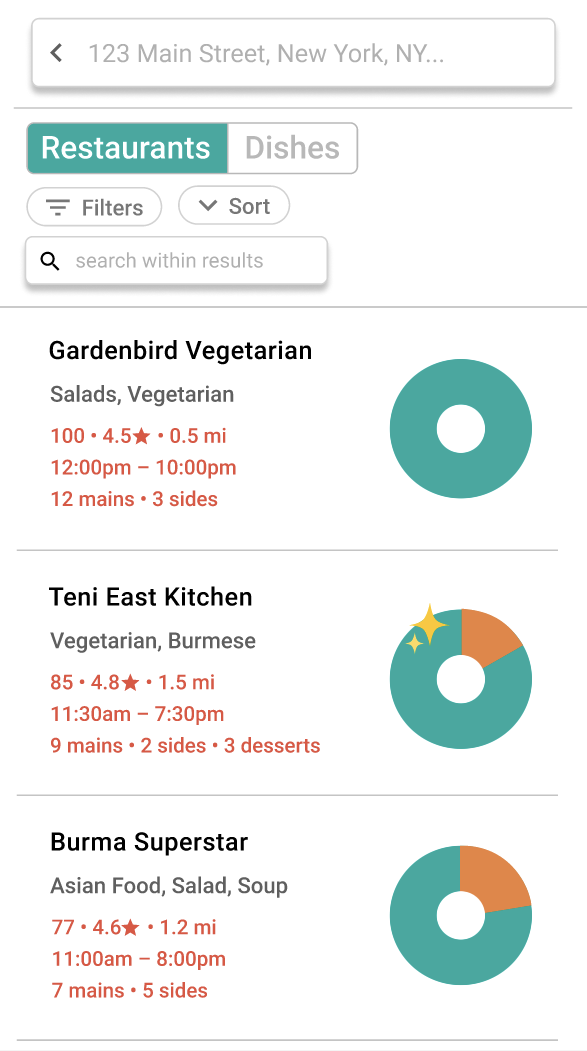 123 Main Street, New York, NY...
Restaurants Dishes
Filters Sort
search within results
Gardenbird Vegetarian
Salads, Vegetarian
100 • 4.5★ • 0.5 mi
12:00pm – 10:00pm
12 mains • 3 sides
Teni East Kitchen
Vegetarian, Burmese
85 • 4.8★ • 1.5 mi
11:30am – 7:30pm
9 mains • 2 sides • 3 desserts
Burma Superstar
Asian Food, Salad, Soup
77 • 4.6★ • 1.2 mi
11:00am – 8:00pm
7 mains • 5 sides